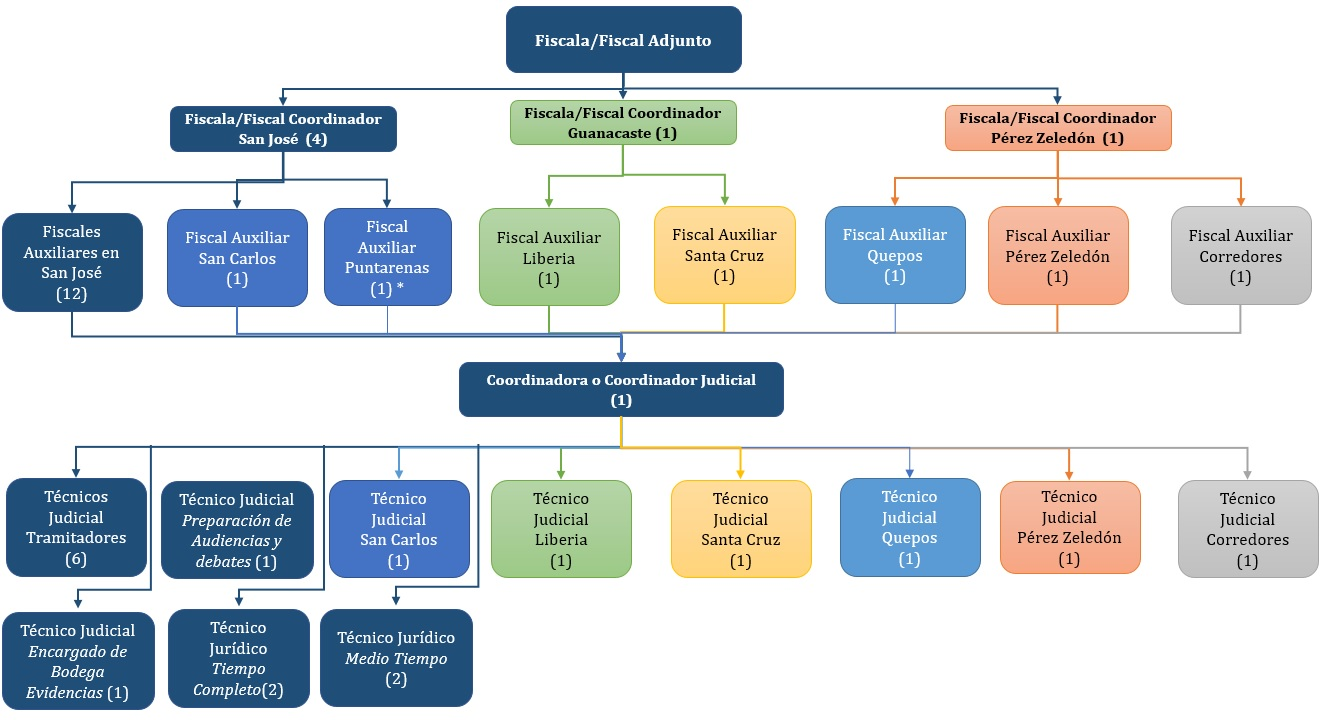 Fiscala/Fiscal Adjunto
Fiscala/Fiscal Coordinador
San José (4)
Fiscala/Fiscal Coordinador
Guanacaste (1)
Fiscala/Fiscal Coordinador
Pérez Zeledón (1)
Fiscales
Auxiliares en
San José
(12)
Fiscal Auxiliar
San Carlos
(1)
Fiscal
Auxiliar
Puntarenas
(1) *
Fiscal Auxiliar
Liberia
(1)
Fiscal Auxiliar
Santa Cruz
(1)
Fiscal Auxiliar
Quepos
(1)
Fiscal Auxiliar
Pérez Zeledón
(1)
Fiscal Auxiliar
Corredores
(1)
Coordinadora o Coordinador Judicial
(1)
Técnicos
Judicial
Tramitadores
(6)
Técnico Judicial
Preparación de
Audiencias y
debates (1)
Técnico
Judicial
San Carlos
(1)
Técnico
Judicial
Liberia
(1)
Técnico
Judicial
Santa Cruz
(1)
Técnico
Judicial
Quepos
(1)
Técnico
Judicial
Pérez Zeledón
(1)
Técnico
Judicial
Corredores
(1)
Técnico Judicial
Encargado de
Bodega
Evidencias (1)
Técnico
Jurídico
Tiempo
Completo(2)
Técnico Jurídico
Medio Tiempo
(2)